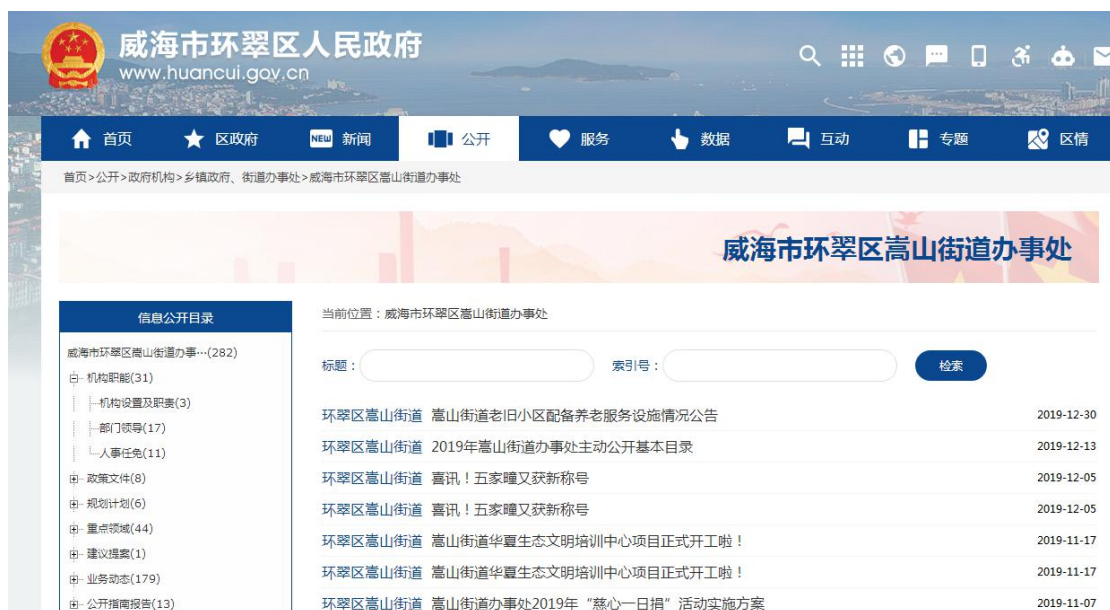 威海市环翠区人民政府
www.huancui.gov.cn
首页 区政府 NEW 新闻 公开 服务 数据 互动 专题 区情
首页>公开>政府机构>乡镇政府、街道办事处>威海市环翠区嵩山街道办事处
威海市环翠区嵩山街道办事处
信息公开目录
威海市环翠区嵩山街道办事…(282)
机构职能(31)
机构设置及职责(3)
部门领导(17)
人事任免(11)
政策文件(8)
规划计划(6)
重点领域(44)
建议提案(1)
业务动态(179)
公开指南报告(13)
当前位置：威海市环翠区嵩山街道办事处
标题： 索引号： 检索
环翠区嵩山街道 嵩山街道老旧小区配备养老服务设施情况公告 2019-12-30
环翠区嵩山街道 2019年嵩山街道办事处主动公开基本目录 2019-12-13
环翠区嵩山街道 喜讯！五家疃又获新称号 2019-12-05
环翠区嵩山街道 喜讯！五家疃又获新称号 2019-12-05
环翠区嵩山街道 嵩山街道华夏生态文明培训中心项目正式开工啦！ 2019-11-17
环翠区嵩山街道 嵩山街道华夏生态文明培训中心项目正式开工啦！ 2019-11-17
环翠区嵩山街道 嵩山街道办事处2019年“慈心一日捐”活动实施方案 2019-11-07